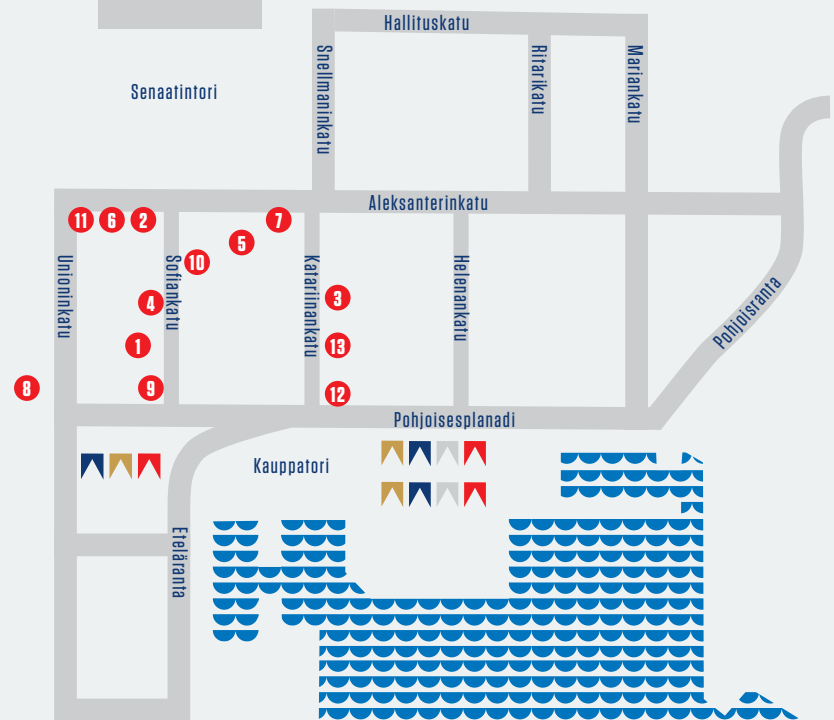 Hallituskatu
Snellmaninkatu
Ritarikatu
Mariankatu
Senaatintori
Aleksanterinkatu
11
6
2
7
5
10
Unioninkatu
Sofiankatu
Katariinankatu
Helenankatu
Pohjoisranta
4
3
1
13
8
9
12
Pohjoisesplanadi
Kauppatori
Eteläranta